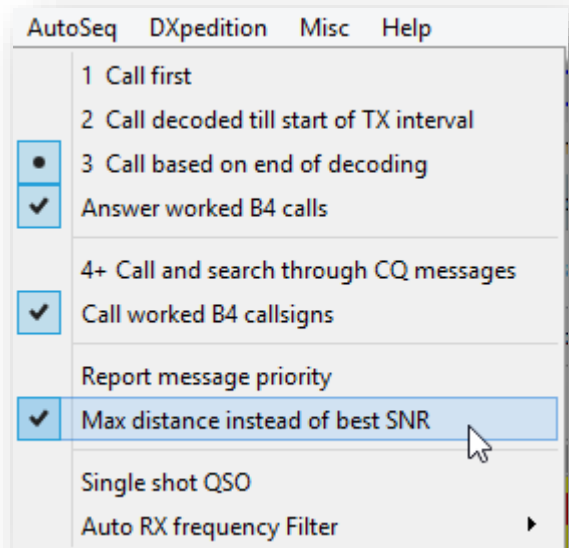 AutoSeq DXpedition Misc Help
1 Call first
2 Call decoded till start of TX interval
3 Call based on end of decoding
Answer worked B4 calls
4+ Call and search through CQ messages
Call worked B4 callsigns
Report message priority
Max distance instead of best SNR
Single shot QSO
Auto RX frequency Filter